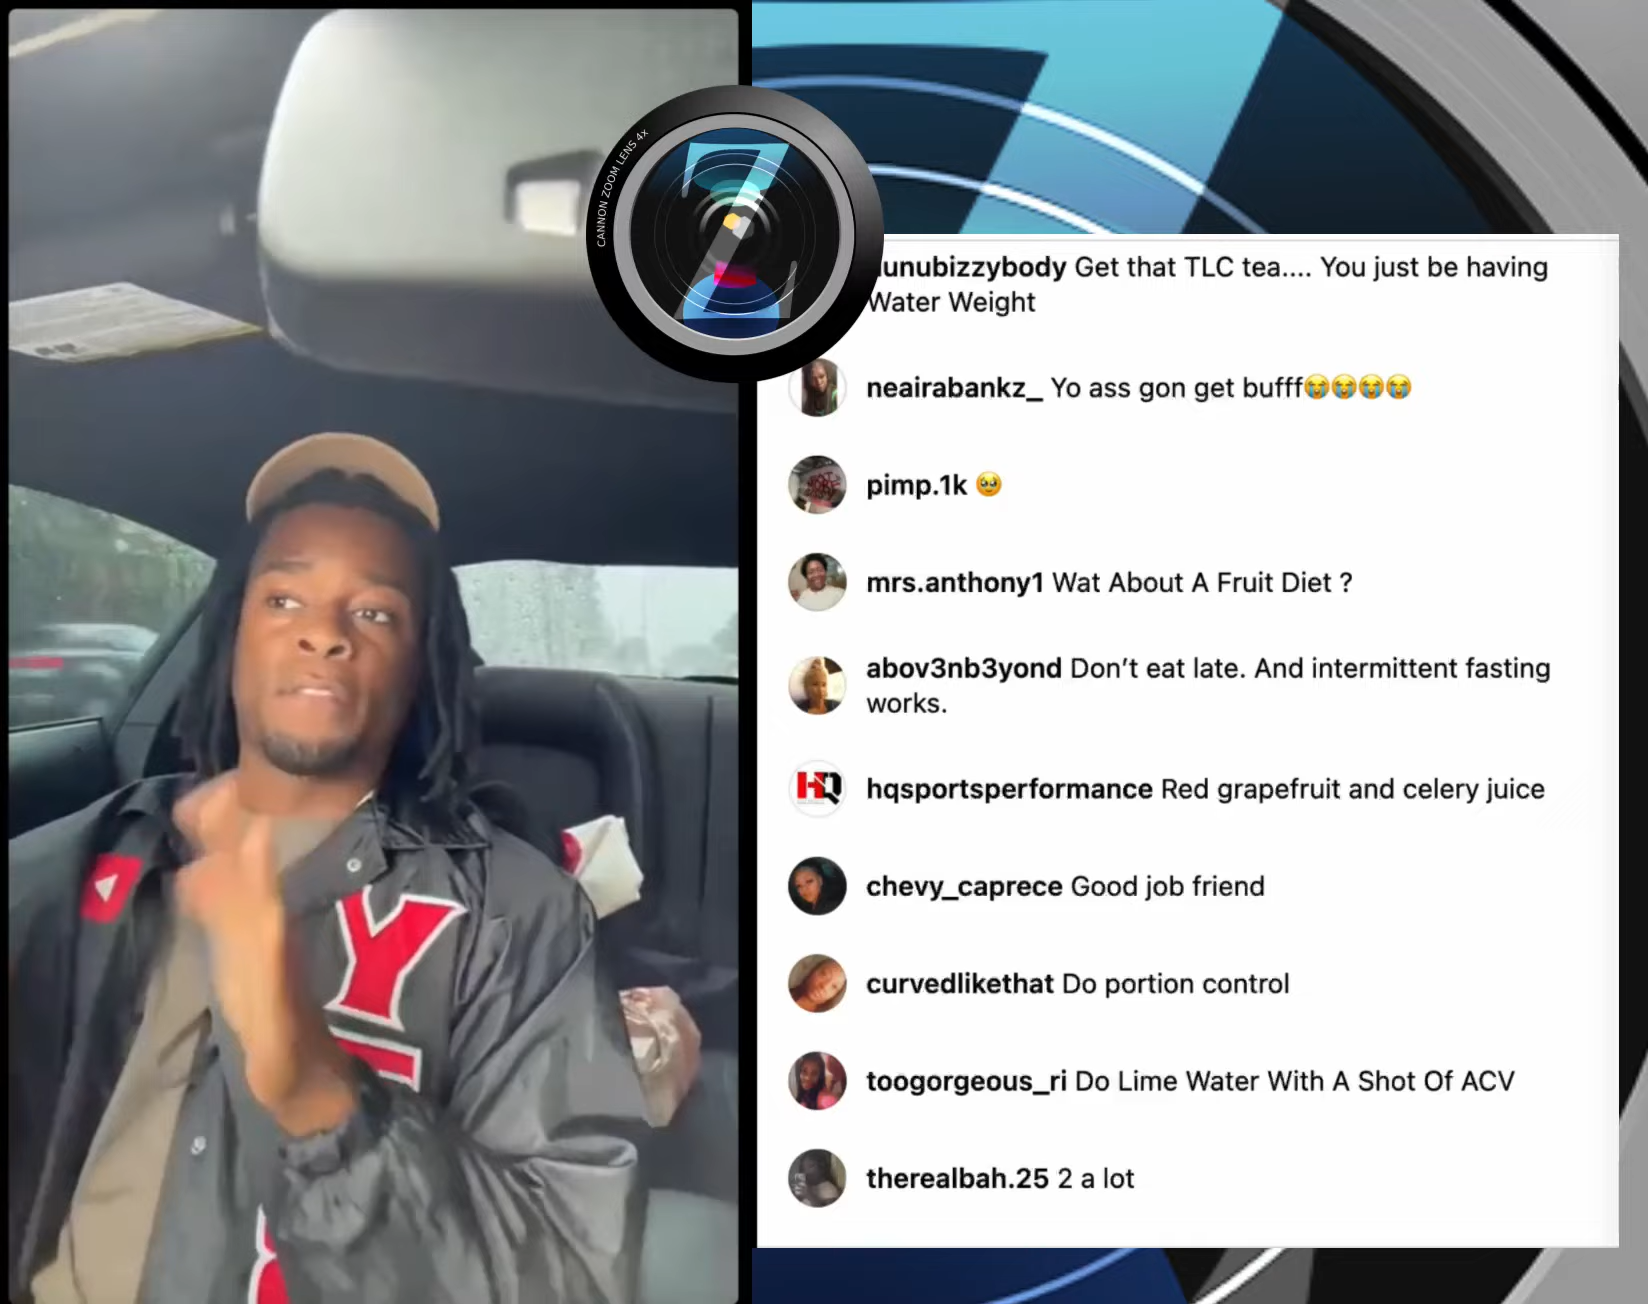 CANNON ZOOM LENS 4x
unubizzybody Get that TLC tea.... You just be having
Water Weight
neairabankz_ Yo ass gon get bufff😭😭😭😭
pimp.1k 🥹
mrs.anthony1 Wat About A Fruit Diet ?
abov3nb3yond Don’t eat late. And intermittent fasting
works.
HQ
hqsportsperformance Red grapefruit and celery juice
chevy_caprece Good job friend
curvedlikethat Do portion control
toogorgeous_ri Do Lime Water With A Shot Of ACV
therealbah.25 2 a lot
Y